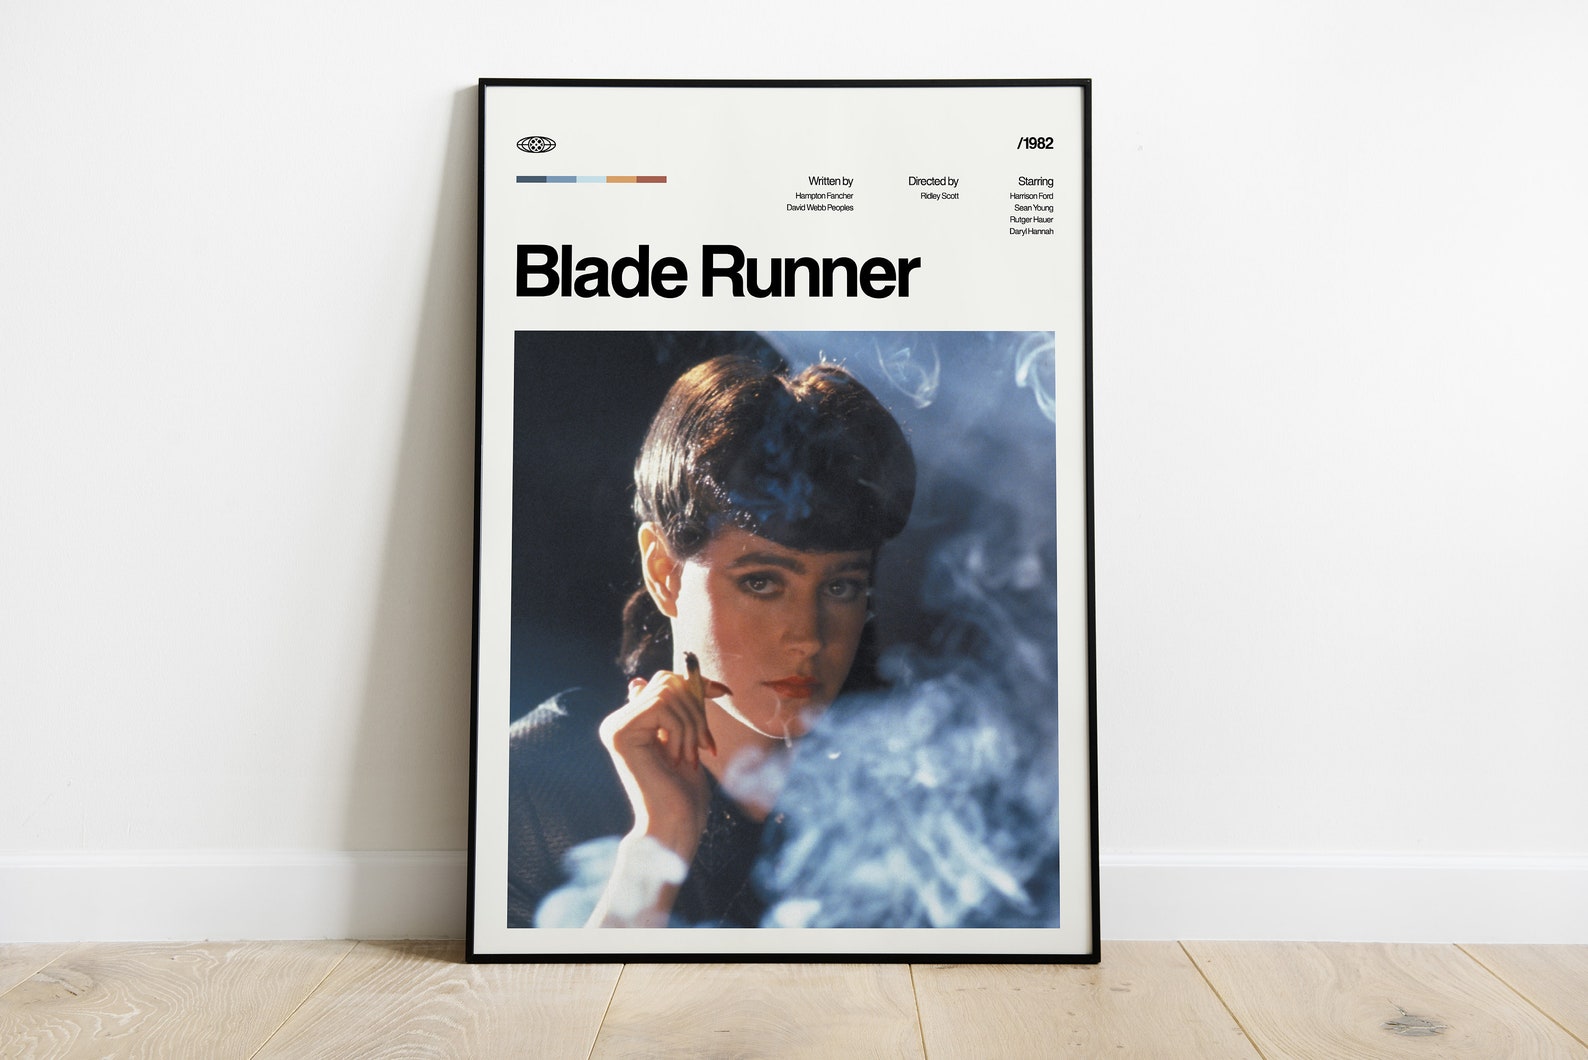 /1982
Written by
Hampton Fancher
David Webb Peoples
Directed by
Ridley Scott
Starring
Harrison Ford
Sean Young
Rutger Hauer
Daryl Hannah
Blade Runner